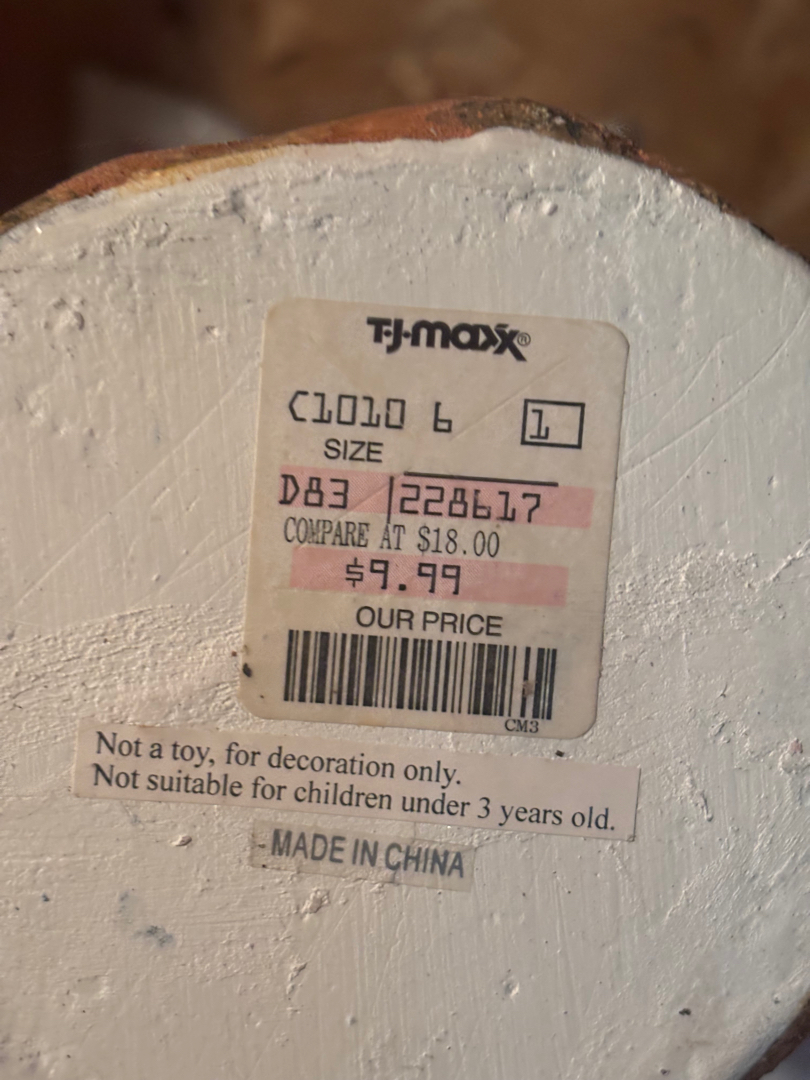 T·J·maxx®
C1010 6 1
SIZE
D83 228617
COMPARE AT $18.00
$9.99
OUR PRICE
CM3
Not a toy, for decoration only.
Not suitable for children under 3 years old.
MADE IN CHINA